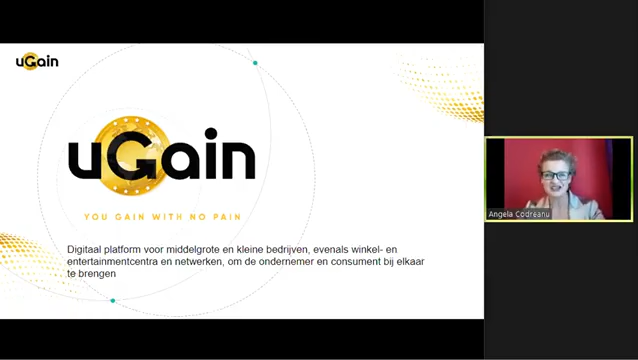 uGain
uGain
YOU GAIN WITH NO PAIN
Digitaal platform voor middelgrote en kleine bedrijven, evenals winkel- en
entertainmentcentra en netwerken, om de ondernemer en consument bij elkaar
te brengen
Angela Codreanu